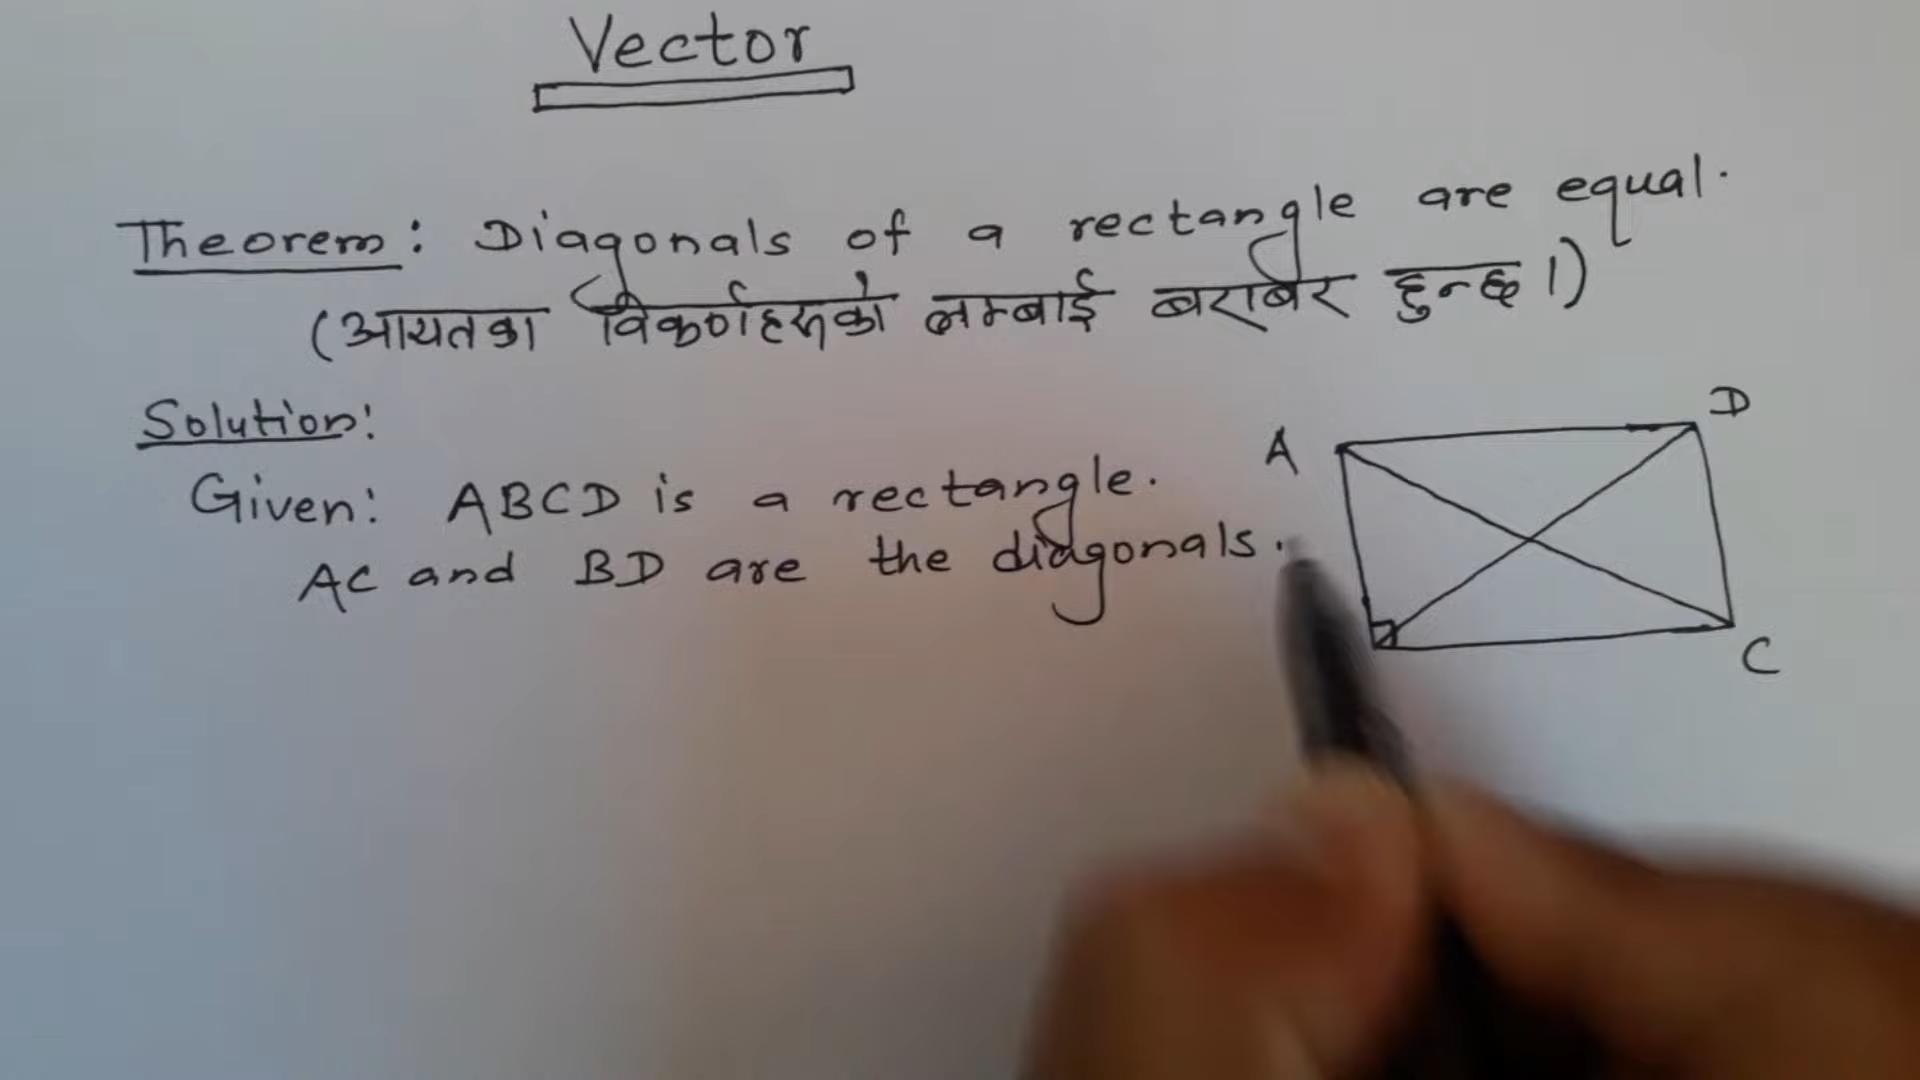 Vector
Theorem: Diagonals of a rectangle are equal.
(आयतका विकर्णहरूको लम्बाई बराबर हुन्छ।)
Solution:
Given: ABCD is a rectangle.
AC and BD are the diagonals.
A
D
C